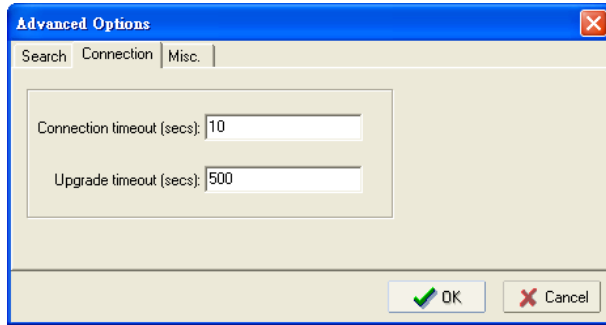 Advanced Options
Search Connection Misc.
Connection timeout (secs): 10
Upgrade timeout (secs): 500
OK Cancel